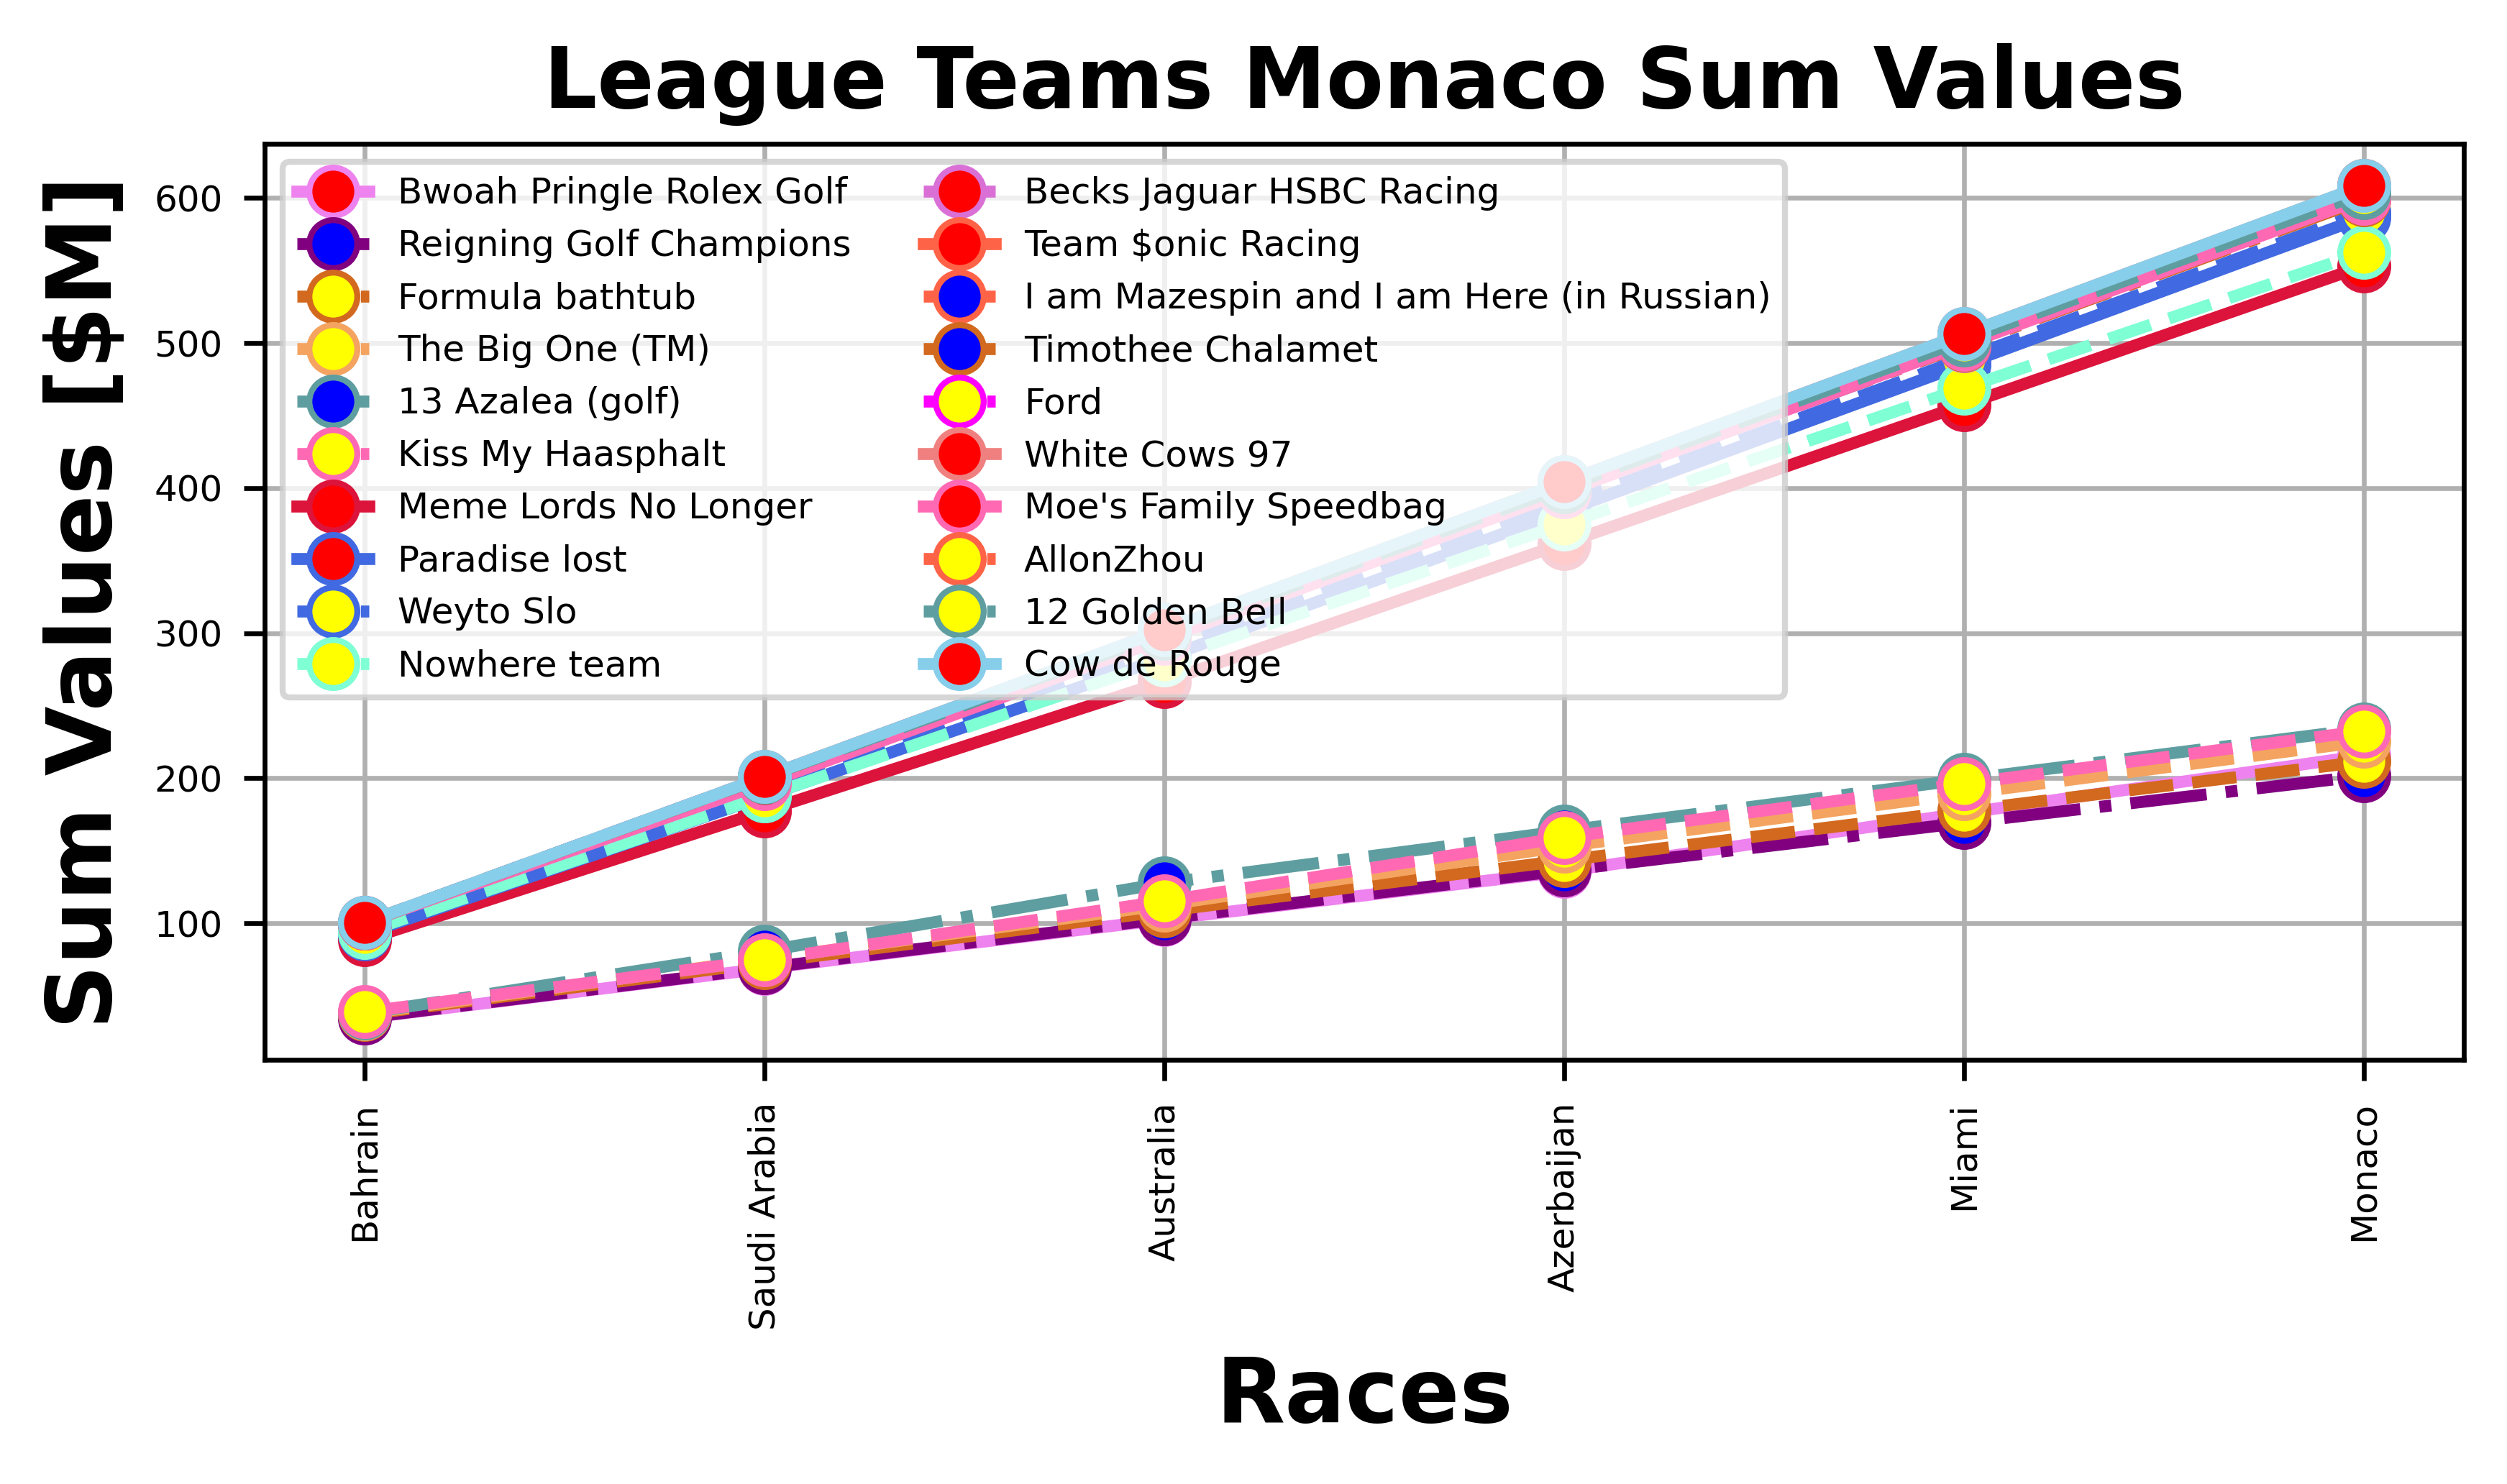 League Teams Monaco Sum Values
Sum Values [$M]
600
500
400
300
200
100
Bwoah Pringle Rolex Golf
Reigning Golf Champions
Formula bathtub
The Big One (TM)
13 Azalea (golf)
Kiss My Haasphalt
Meme Lords No Longer
Paradise lost
Weyto Slo
Nowhere team
Becks Jaguar HSBC Racing
Team $onic Racing
I am Mazespin and I am Here (in Russian)
Timothee Chalamet
Ford
White Cows 97
Moe's Family Speedbag
AllonZhou
12 Golden Bell
Cow de Rouge
Bahrain
Saudi Arabia
Australia
Azerbaijan
Miami
Monaco
Races